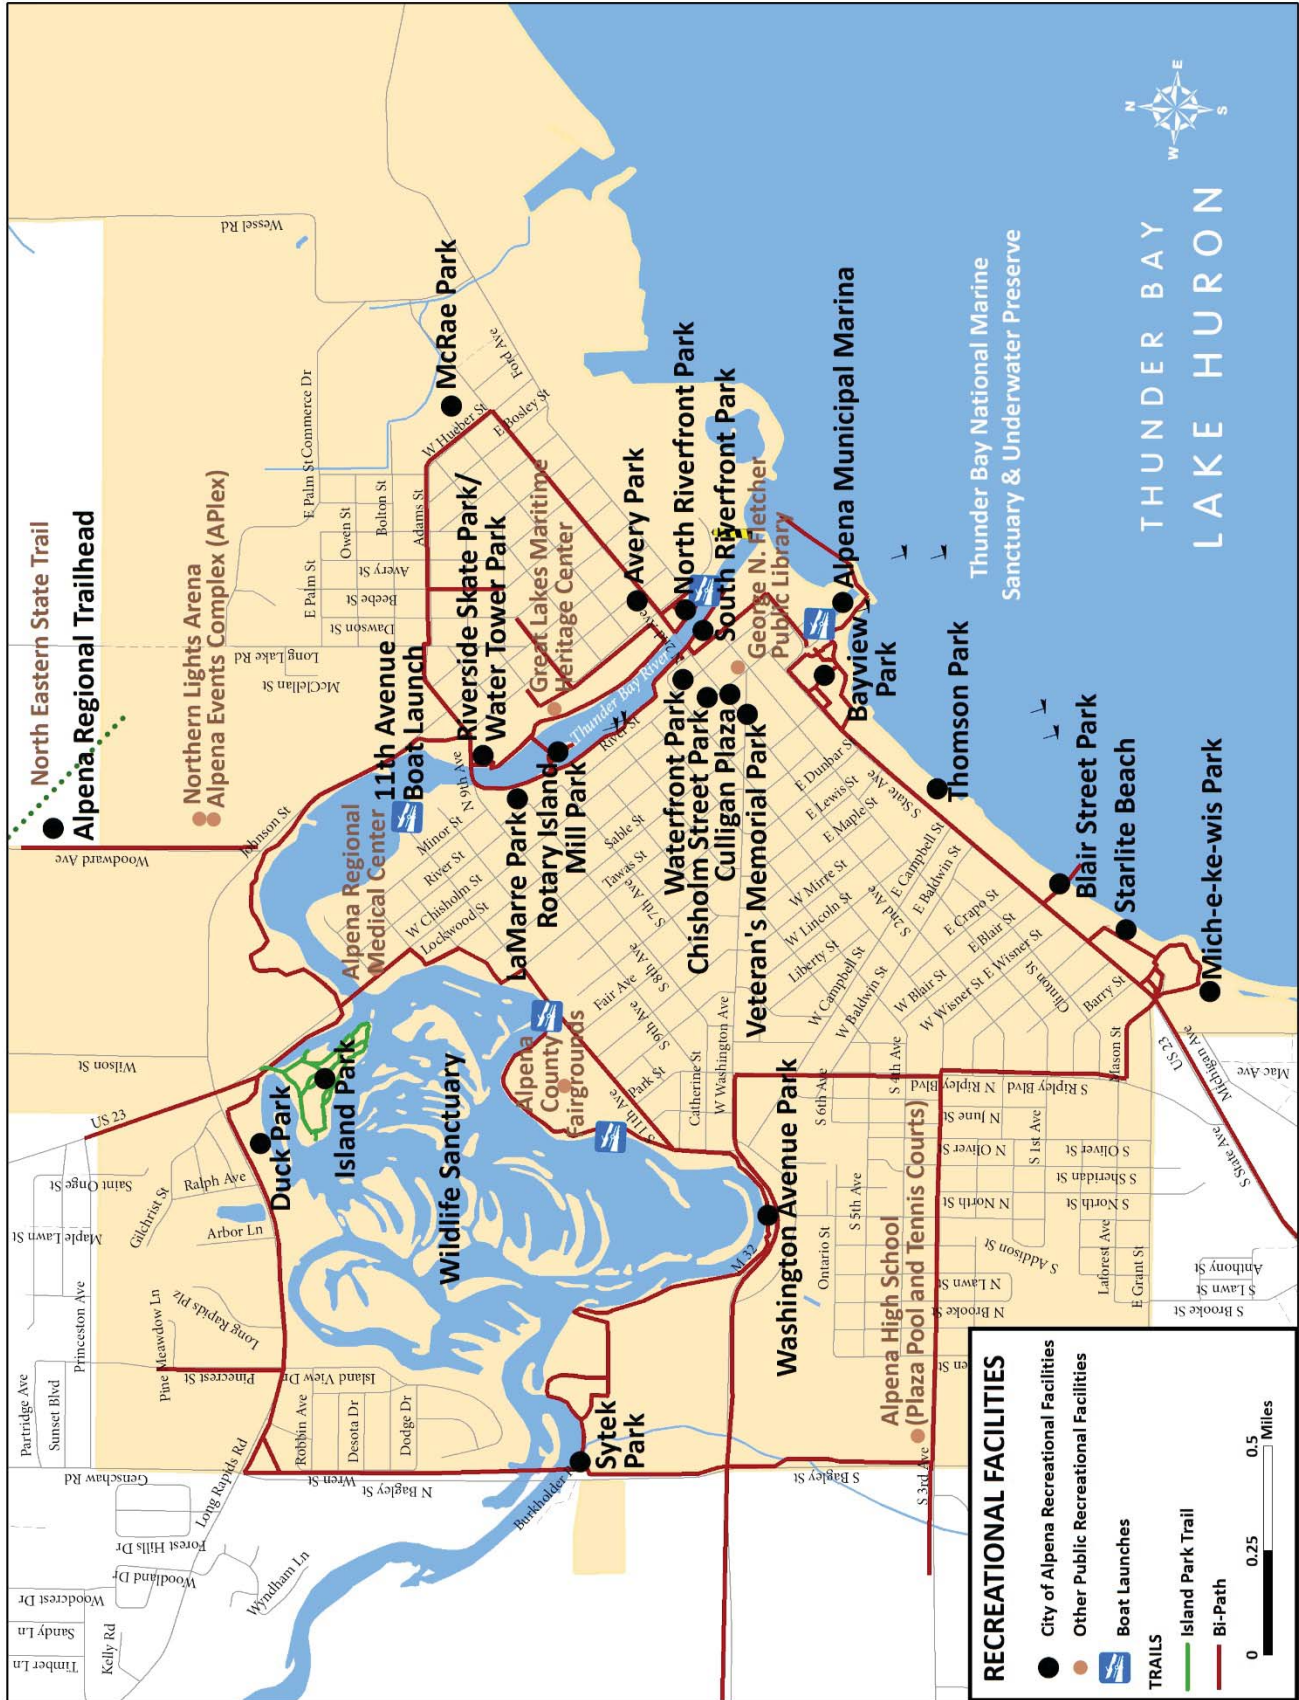 North Eastern State Trail
Alpena Regional Trailhead
Northern Lights Arena
Alpena Events Complex (APlex)
11th Avenue
Boat Launch
Riverside Skate Park/
Water Tower Park
Great Lakes Maritime
Heritage Center
McRae Park
Avery Park
North Riverfront Park
South Riverfront Park
George N. Fletcher
Public Library
Alpena Municipal Marina
Bayview
Park
Thomson Park
Blair Street Park
Starlite Beach
Mich-e-ke-wis Park
Alpena Regional
Medical Center
LaMarre Park
Rotary Island
Mill Park
Waterfront Park
Chisholm Street Park
Culligan Plaza
Veteran's Memorial Park
Duck Park
Island Park
Wildlife Sanctuary
Alpena
County
Fairgrounds
Washington Avenue Park
Sytek
Park
Alpena High School
(Plaza Pool and Tennis Courts)
Thunder Bay National Marine
Sanctuary & Underwater Preserve
THUNDER BAY
LAKE HURON
N
E
S
W
Thunder Bay River
Wessel Rd
Woodward Ave
Johnson St
Long Lake Rd
McClellan St
Dawson St
Beebe St
Avery St
E Palm St
Owen St
E Palm St
Commerce Dr
Bolton St
Adams St
W Hueber St
Ford Ave
E Bosley St
N 9th Ave
2nd Ave
River St
Minor St
River St
W Chisholm St
Lockwood St
Sable St
Tawas St
S 7th Ave
S 8th Ave
Fair Ave
S 9th Ave
Park St
S 11th Ave
Catherine St
W Washington Ave
E Dunbar S
E Lewis St
E Maple St
S State Ave
W Mirre St
W Lincoln St
Liberty St
S 2nd Ave
E Campbell St
E Baldwin St
W Campbell St
W Baldwin St
E Crapo St
E Blair St
W Blair St
W Wisner St
E Wisner St
Clinton St
Barry St
Mason St
US 23
Michigan Ave
Mac Ave
S State Ave
Wilson St
US 23
Saint Onge St
Maple Lawn St
Gilchrist St
Ralph Ave
Arbor Ln
Princeston Ave
Pine Meawdow Ln
Long Rapids Plz
Pinecrest St
Partridge Ave
Sunset Blvd
Island View Dr
Robbin Ave
Desota Dr
Dodge Dr
Wren St
N Bagley St
Genschaw Rd
Long Rapids Rd
Forest Hills Dr
Woodland Dr
Woodcrest Dr
Sandy Ln
Timber Ln
Kelly Rd
Wyndham Ln
Burkholder
M 32
S Bagley St
S 3rd Ave
Ontario St
S 5th Ave
S 6th Ave
S 4th Ave
N Ripley Blvd
S Ripley Blvd
N June St
N Oliver St
S 1st Ave
S Oliver St
S Sheridan St
N North St
S North St
S Addison St
Laforest Ave
E Grant St
N Lawn St
N Brooke St
Anthony St
S Lawn St
S Brooke St
RECREATIONAL FACILITIES
City of Alpena Recreational Facilities
Other Public Recreational Facilities
Boat Launches
TRAILS
Island Park Trail
Bi-Path
0
0.25
0.5
Miles